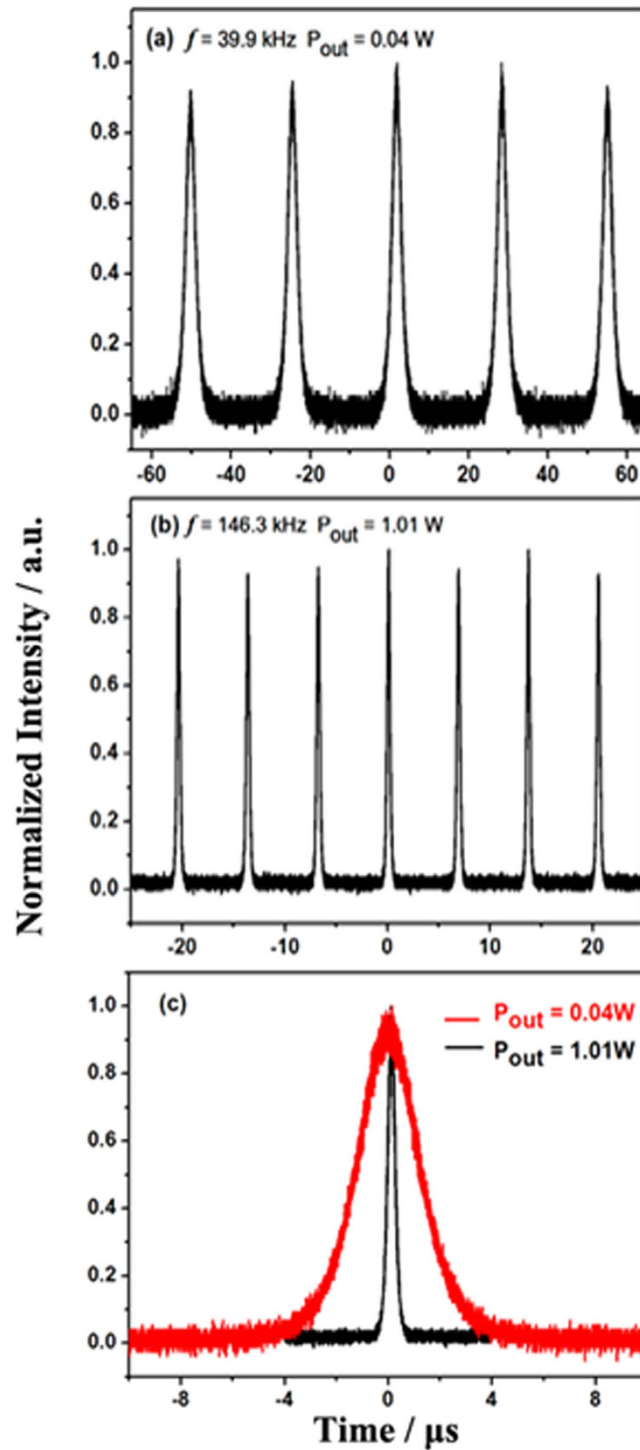 (a) f = 39.9 kHz P_out = 0.04 W
1.0
0.8
0.6
0.4
0.2
0.0
-60 -40 -20 0 20 40 60
(b) f = 146.3 kHz P_out = 1.01 W
1.0
0.8
0.6
0.4
0.2
0.0
-20 -10 0 10 20
Normalized Intensity / a.u.
(c)
P_out = 0.04W
P_out = 1.01W
1.0
0.8
0.6
0.4
0.2
0.0
-8 -4 0 4 8
Time / μs